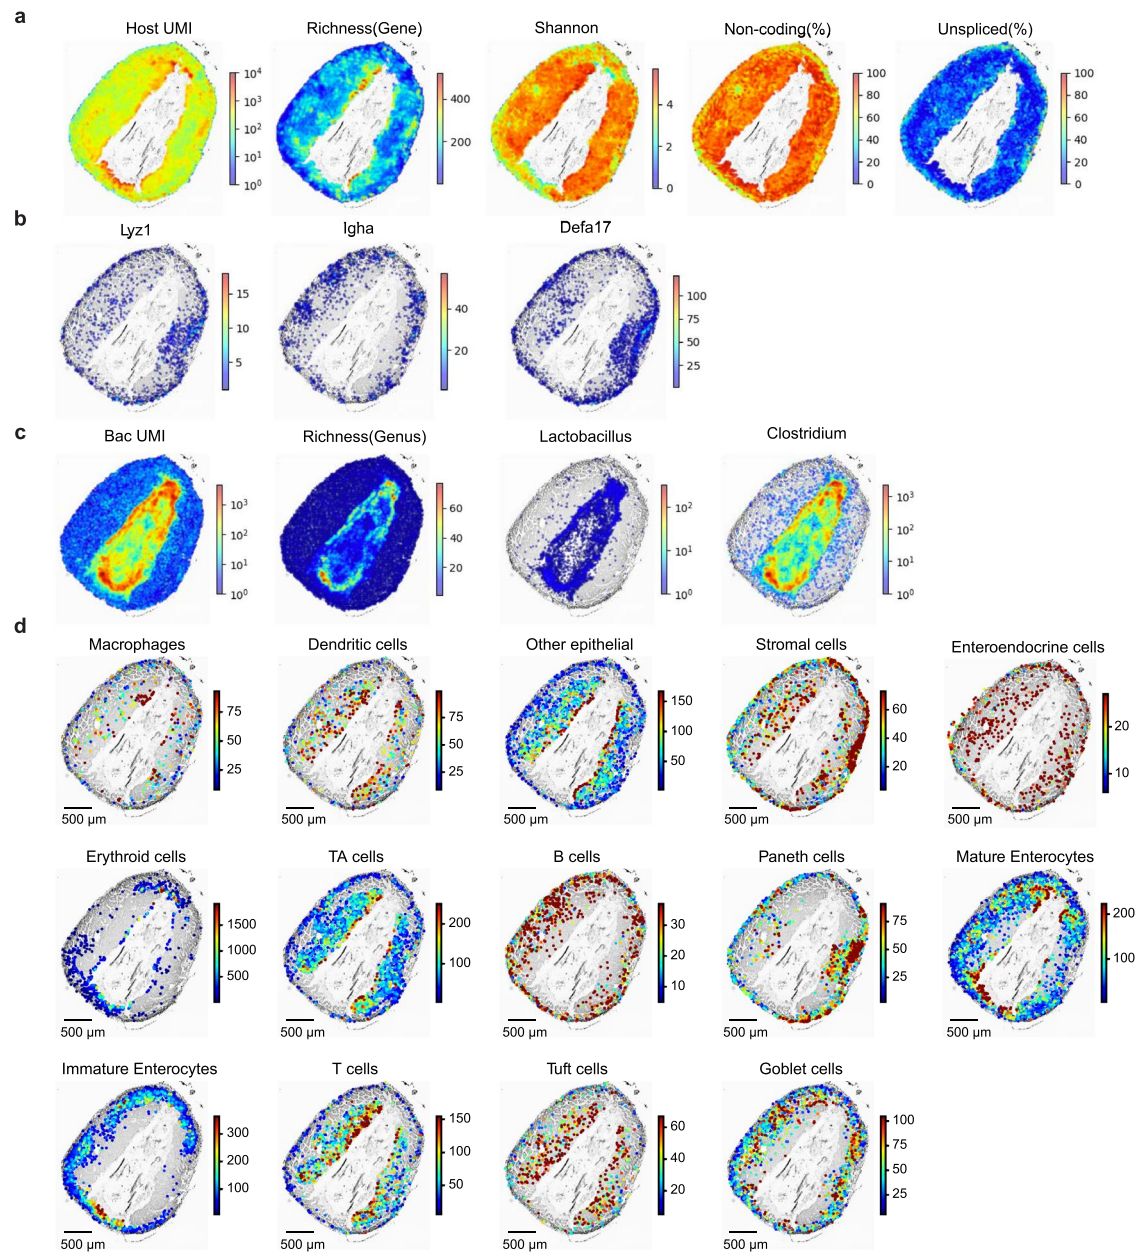 a
Host UMI
Richness(Gene)
Shannon
Non-coding(%)
Unspliced(%)
10⁴
10³
10²
10¹
10⁰
400
200
4
2
0
100
80
60
40
20
0
100
80
60
40
20
0
b
Lyz1
Igha
Defa17
15
10
5
40
20
100
75
50
25
c
Bac UMI
Richness(Genus)
Lactobacillus
Clostridium
10³
10²
10¹
10⁰
60
40
20
10²
10¹
10⁰
10³
10²
10¹
10⁰
d
Macrophages
Dendritic cells
Other epithelial
Stromal cells
Enteroendocrine cells
75
50
25
75
50
25
150
100
50
60
40
20
20
10
500 µm
500 µm
500 µm
500 µm
500 µm
Erythroid cells
TA cells
B cells
Paneth cells
Mature Enterocytes
1500
1000
500
200
100
30
20
10
75
50
25
200
100
500 µm
500 µm
500 µm
500 µm
500 µm
Immature Enterocytes
T cells
Tuft cells
Goblet cells
300
200
100
150
100
50
60
40
20
100
75
50
25
500 µm
500 µm
500 µm
500 µm